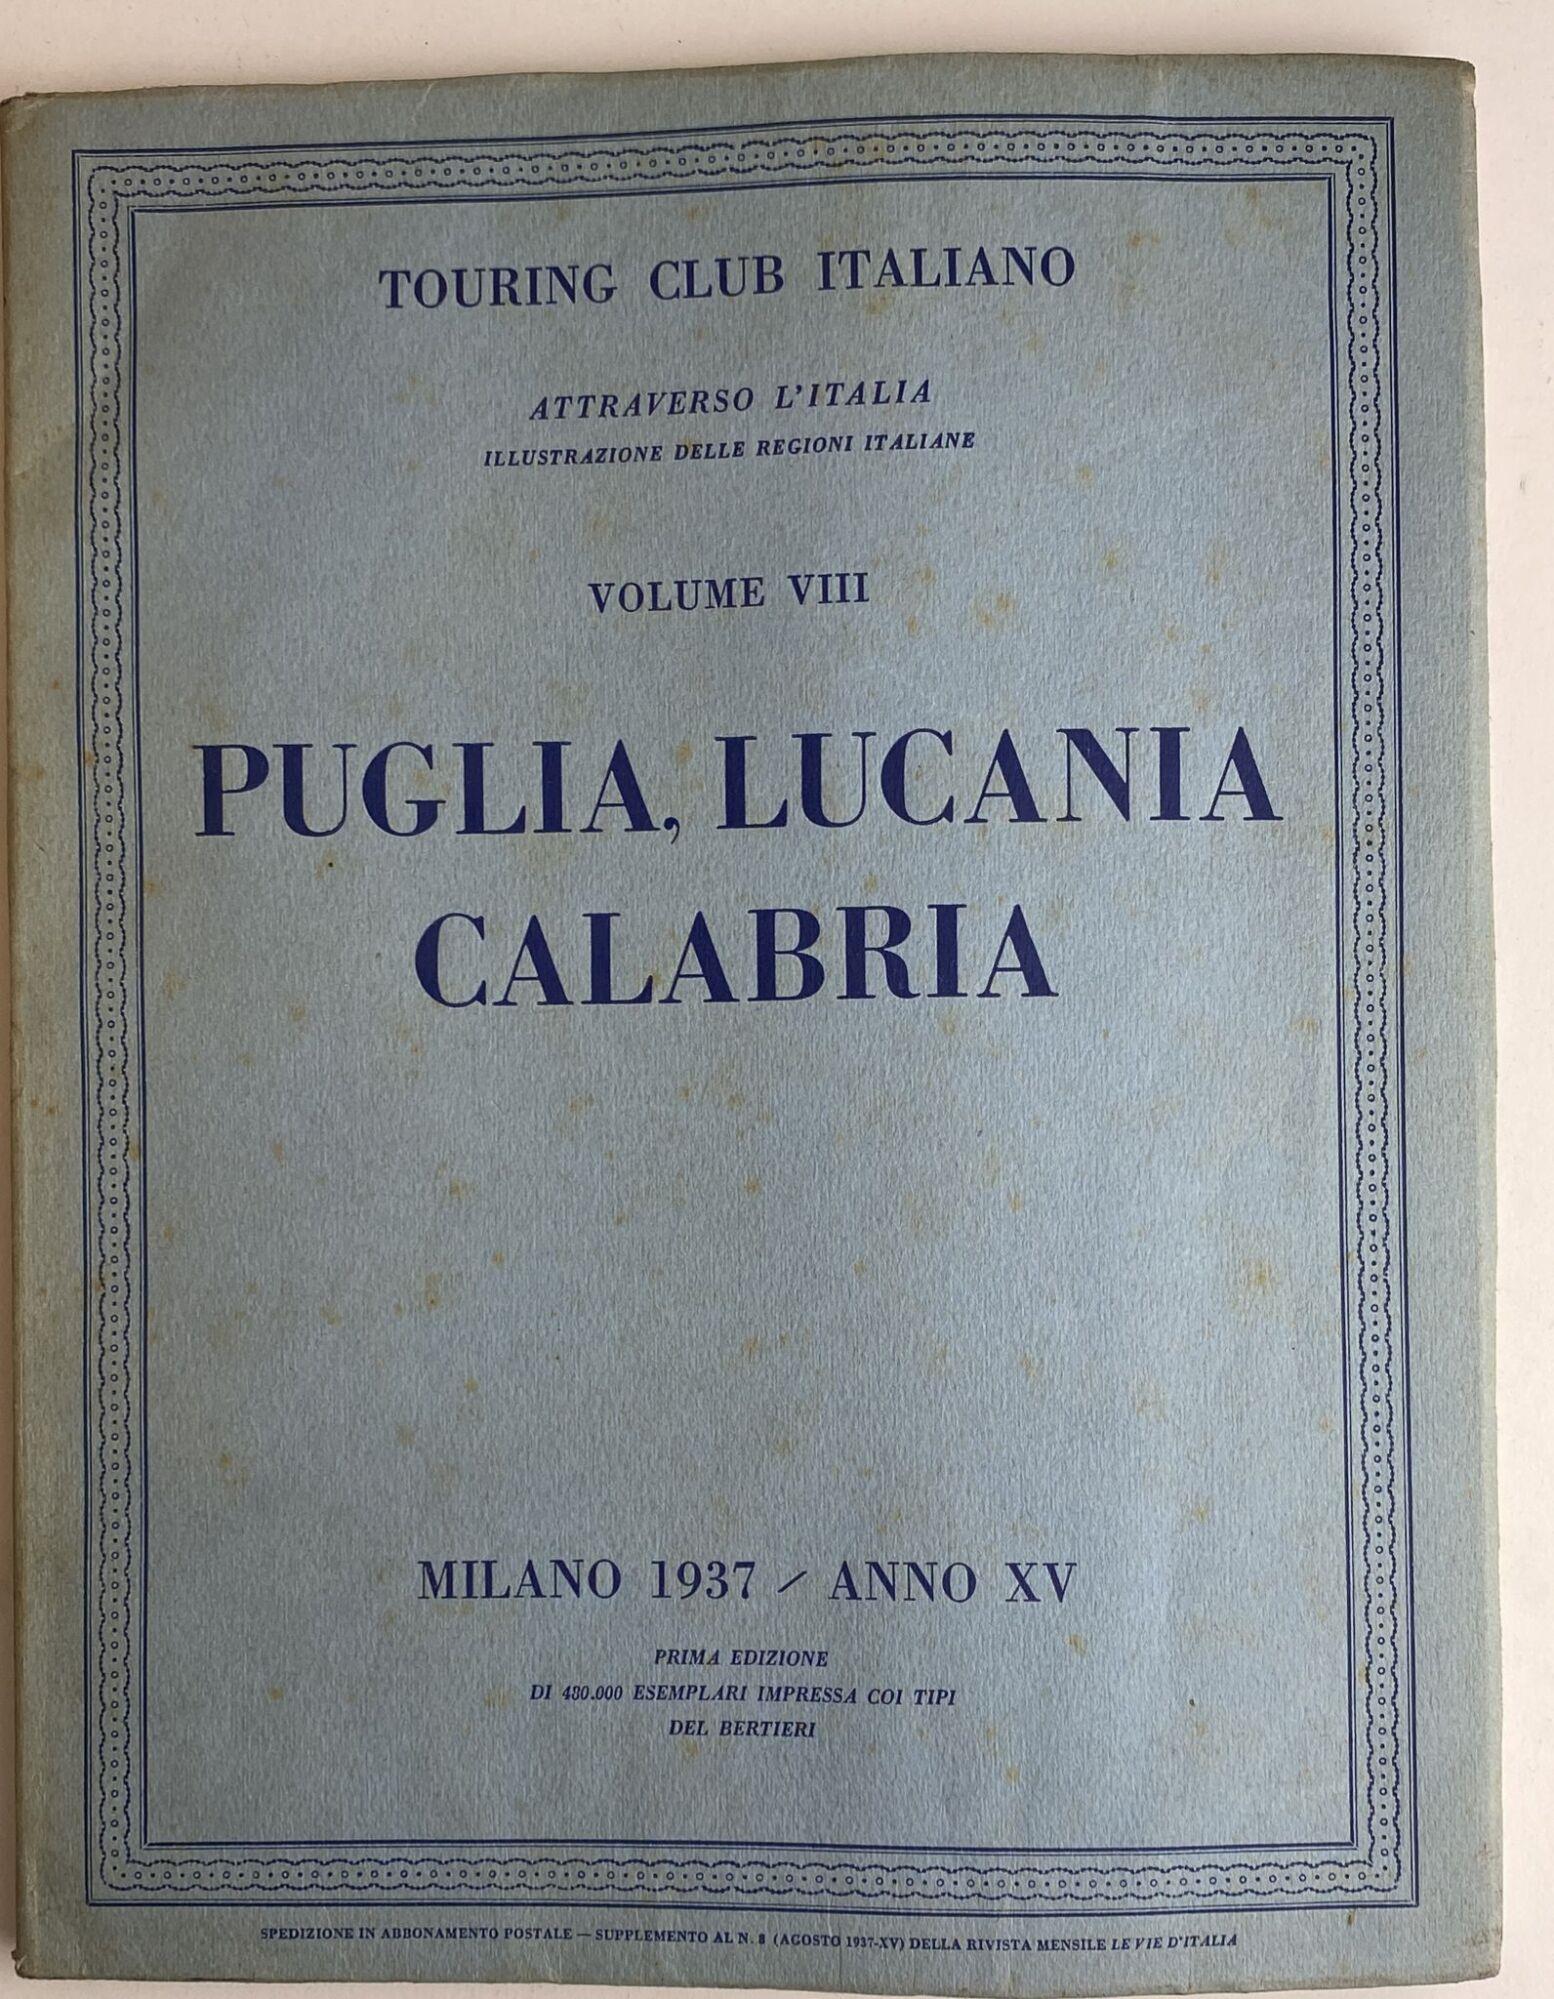 TOURING CLUB ITALIANO
ATTRAVERSO L'ITALIA
ILLUSTRAZIONE DELLE REGIONI ITALIANE
VOLUME VIII
PUGLIA, LUCANIA
CALABRIA
MILANO 1937 / ANNO XV
PRIMA EDIZIONE
DI 480.000 ESEMPLARI IMPRESSA COI TIPI
DEL BERTIERI
SPEDIZIONE IN ABBONAMENTO POSTALE — SUPPLEMENTO AL N. 8 (AGOSTO 1937-XV) DELLA RIVISTA MENSILE LE VIE D'ITALIA